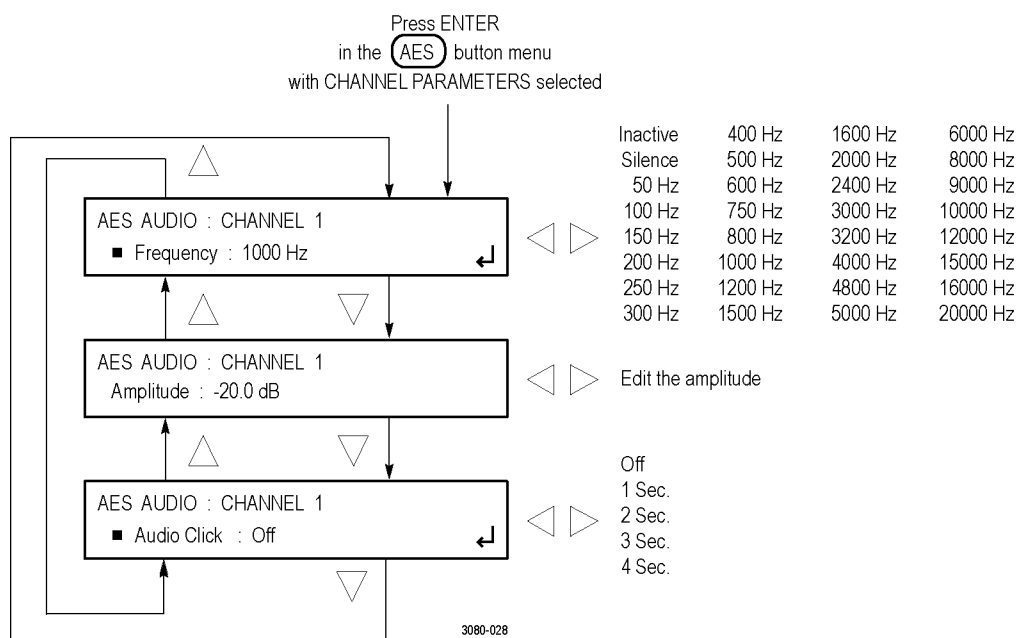 Press ENTER
in the AES button menu
with CHANNEL PARAMETERS selected
AES AUDIO : CHANNEL 1
■ Frequency : 1000 Hz
Inactive 400 Hz 1600 Hz 6000 Hz
Silence 500 Hz 2000 Hz 8000 Hz
50 Hz 600 Hz 2400 Hz 9000 Hz
100 Hz 750 Hz 3000 Hz 10000 Hz
150 Hz 800 Hz 3200 Hz 12000 Hz
200 Hz 1000 Hz 4000 Hz 15000 Hz
250 Hz 1200 Hz 4800 Hz 16000 Hz
300 Hz 1500 Hz 5000 Hz 20000 Hz
AES AUDIO : CHANNEL 1
Amplitude : -20.0 dB
Edit the amplitude
AES AUDIO : CHANNEL 1
■ Audio Click : Off
Off
1 Sec.
2 Sec.
3 Sec.
4 Sec.
3080-028